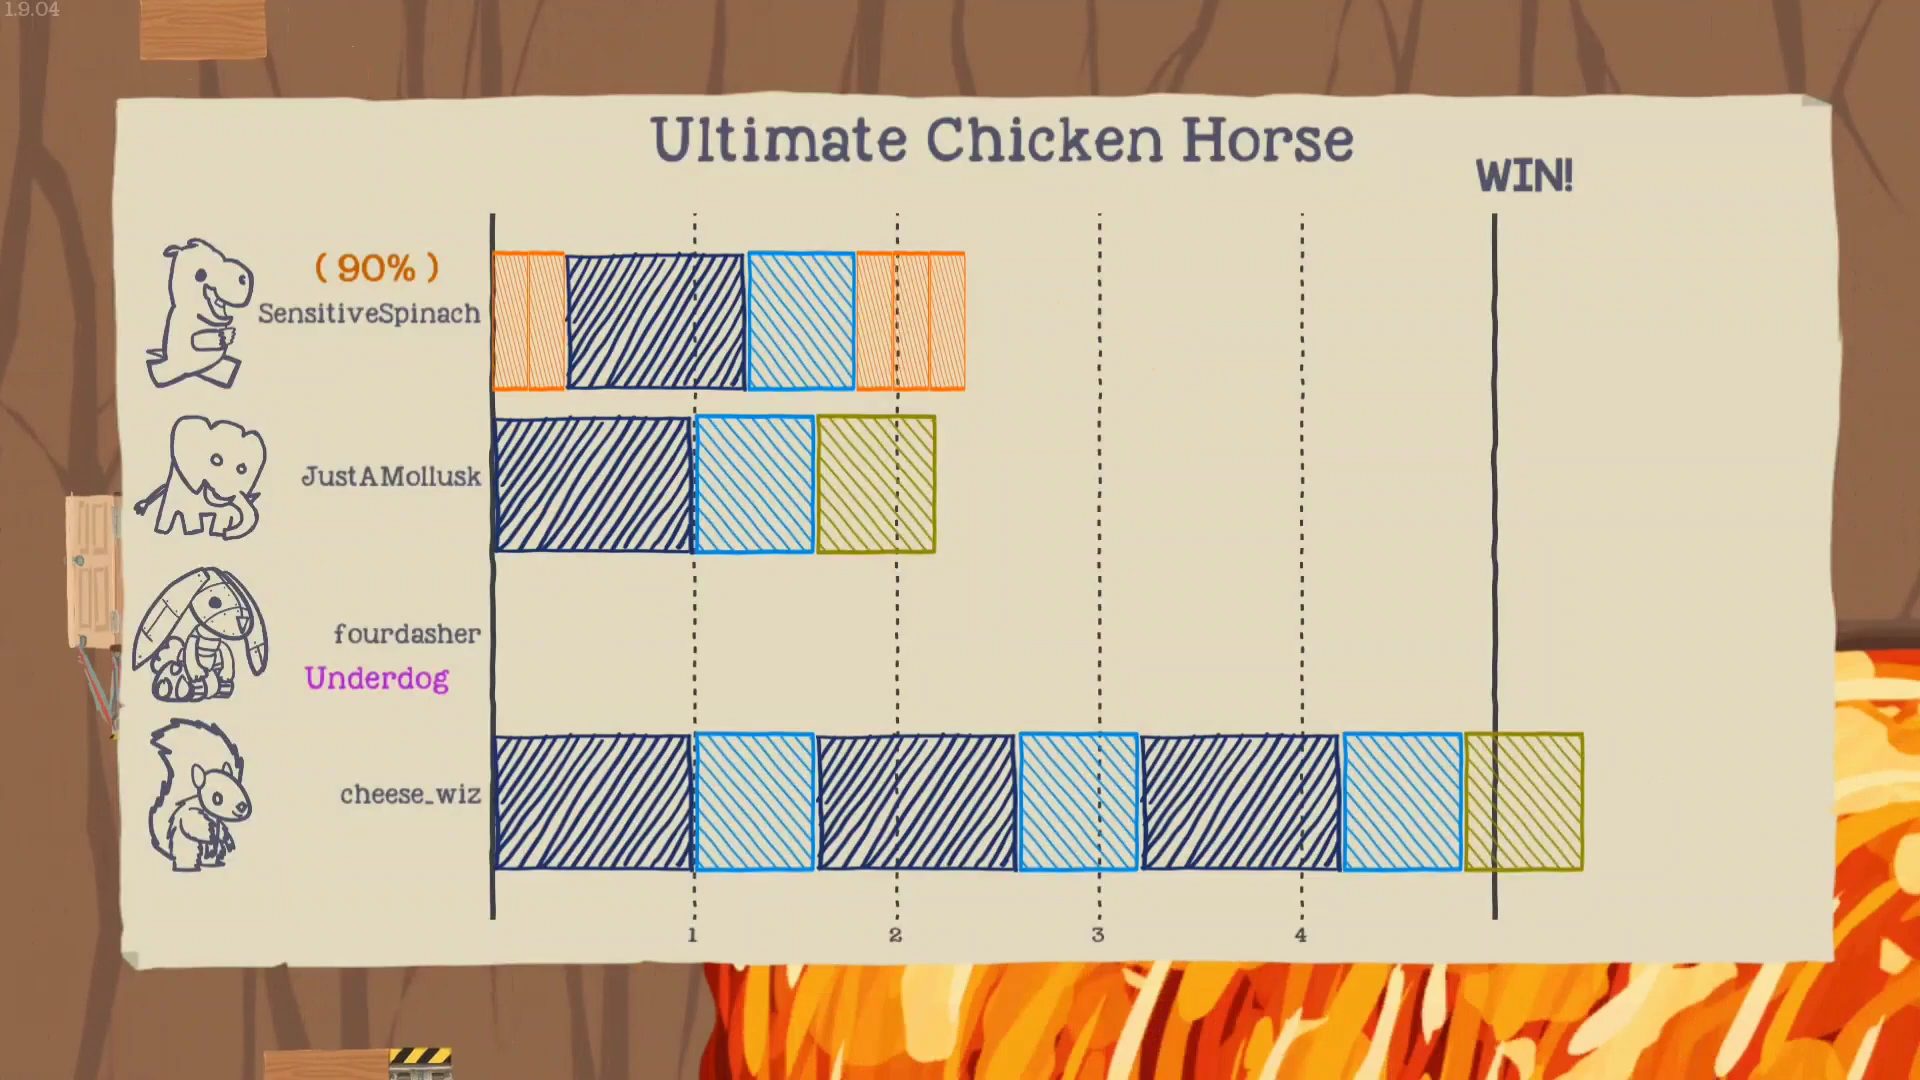 1.9.04
Ultimate Chicken Horse
WIN!
( 90% )
SensitiveSpinach
JustAMollusk
fourdasher
Underdog
cheese_wiz
1 2 3 4